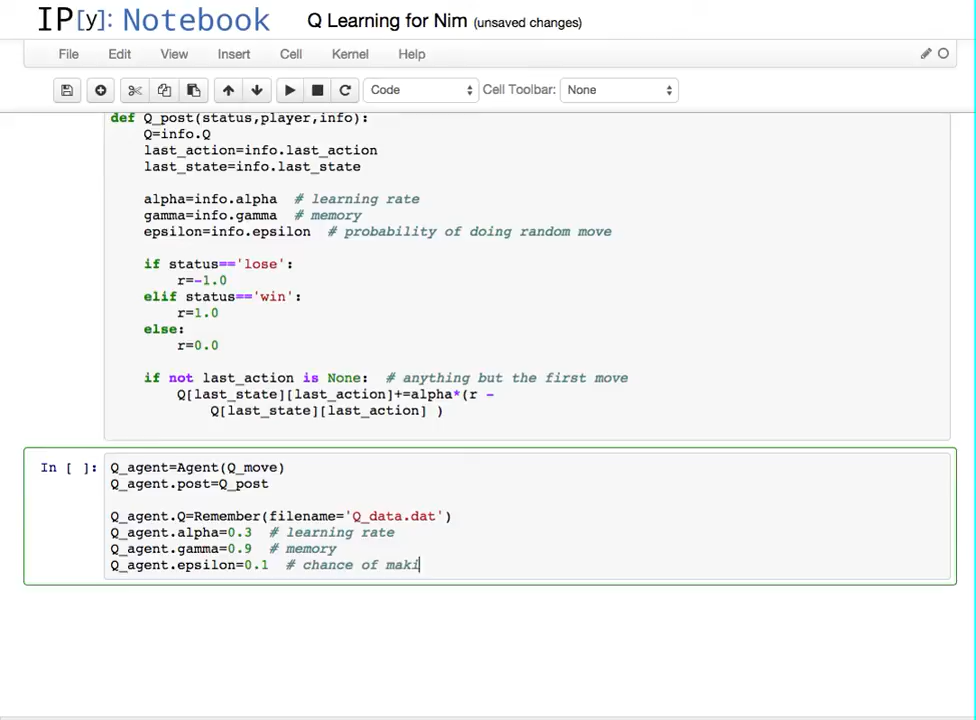 IP[y]: Notebook Q Learning for Nim (unsaved changes)
File Edit View Insert Cell Kernel Help
Code Cell Toolbar: None
def Q_post(status,player,info):
    Q=info.Q
    last_action=info.last_action
    last_state=info.last_state
    alpha=info.alpha  # learning rate
    gamma=info.gamma  # memory
    epsilon=info.epsilon  # probability of doing random move
    if status=='lose':
        r=-1.0
    elif status=='win':
        r=1.0
    else:
        r=0.0
    if not last_action is None:  # anything but the first move
        Q[last_state][last_action]+=alpha*(r -
            Q[last_state][last_action] )
In [ ]: Q_agent=Agent(Q_move)
Q_agent.post=Q_post
Q_agent.Q=Remember(filename='Q_data.dat')
Q_agent.alpha=0.3  # learning rate
Q_agent.gamma=0.9  # memory
Q_agent.epsilon=0.1  # chance of maki